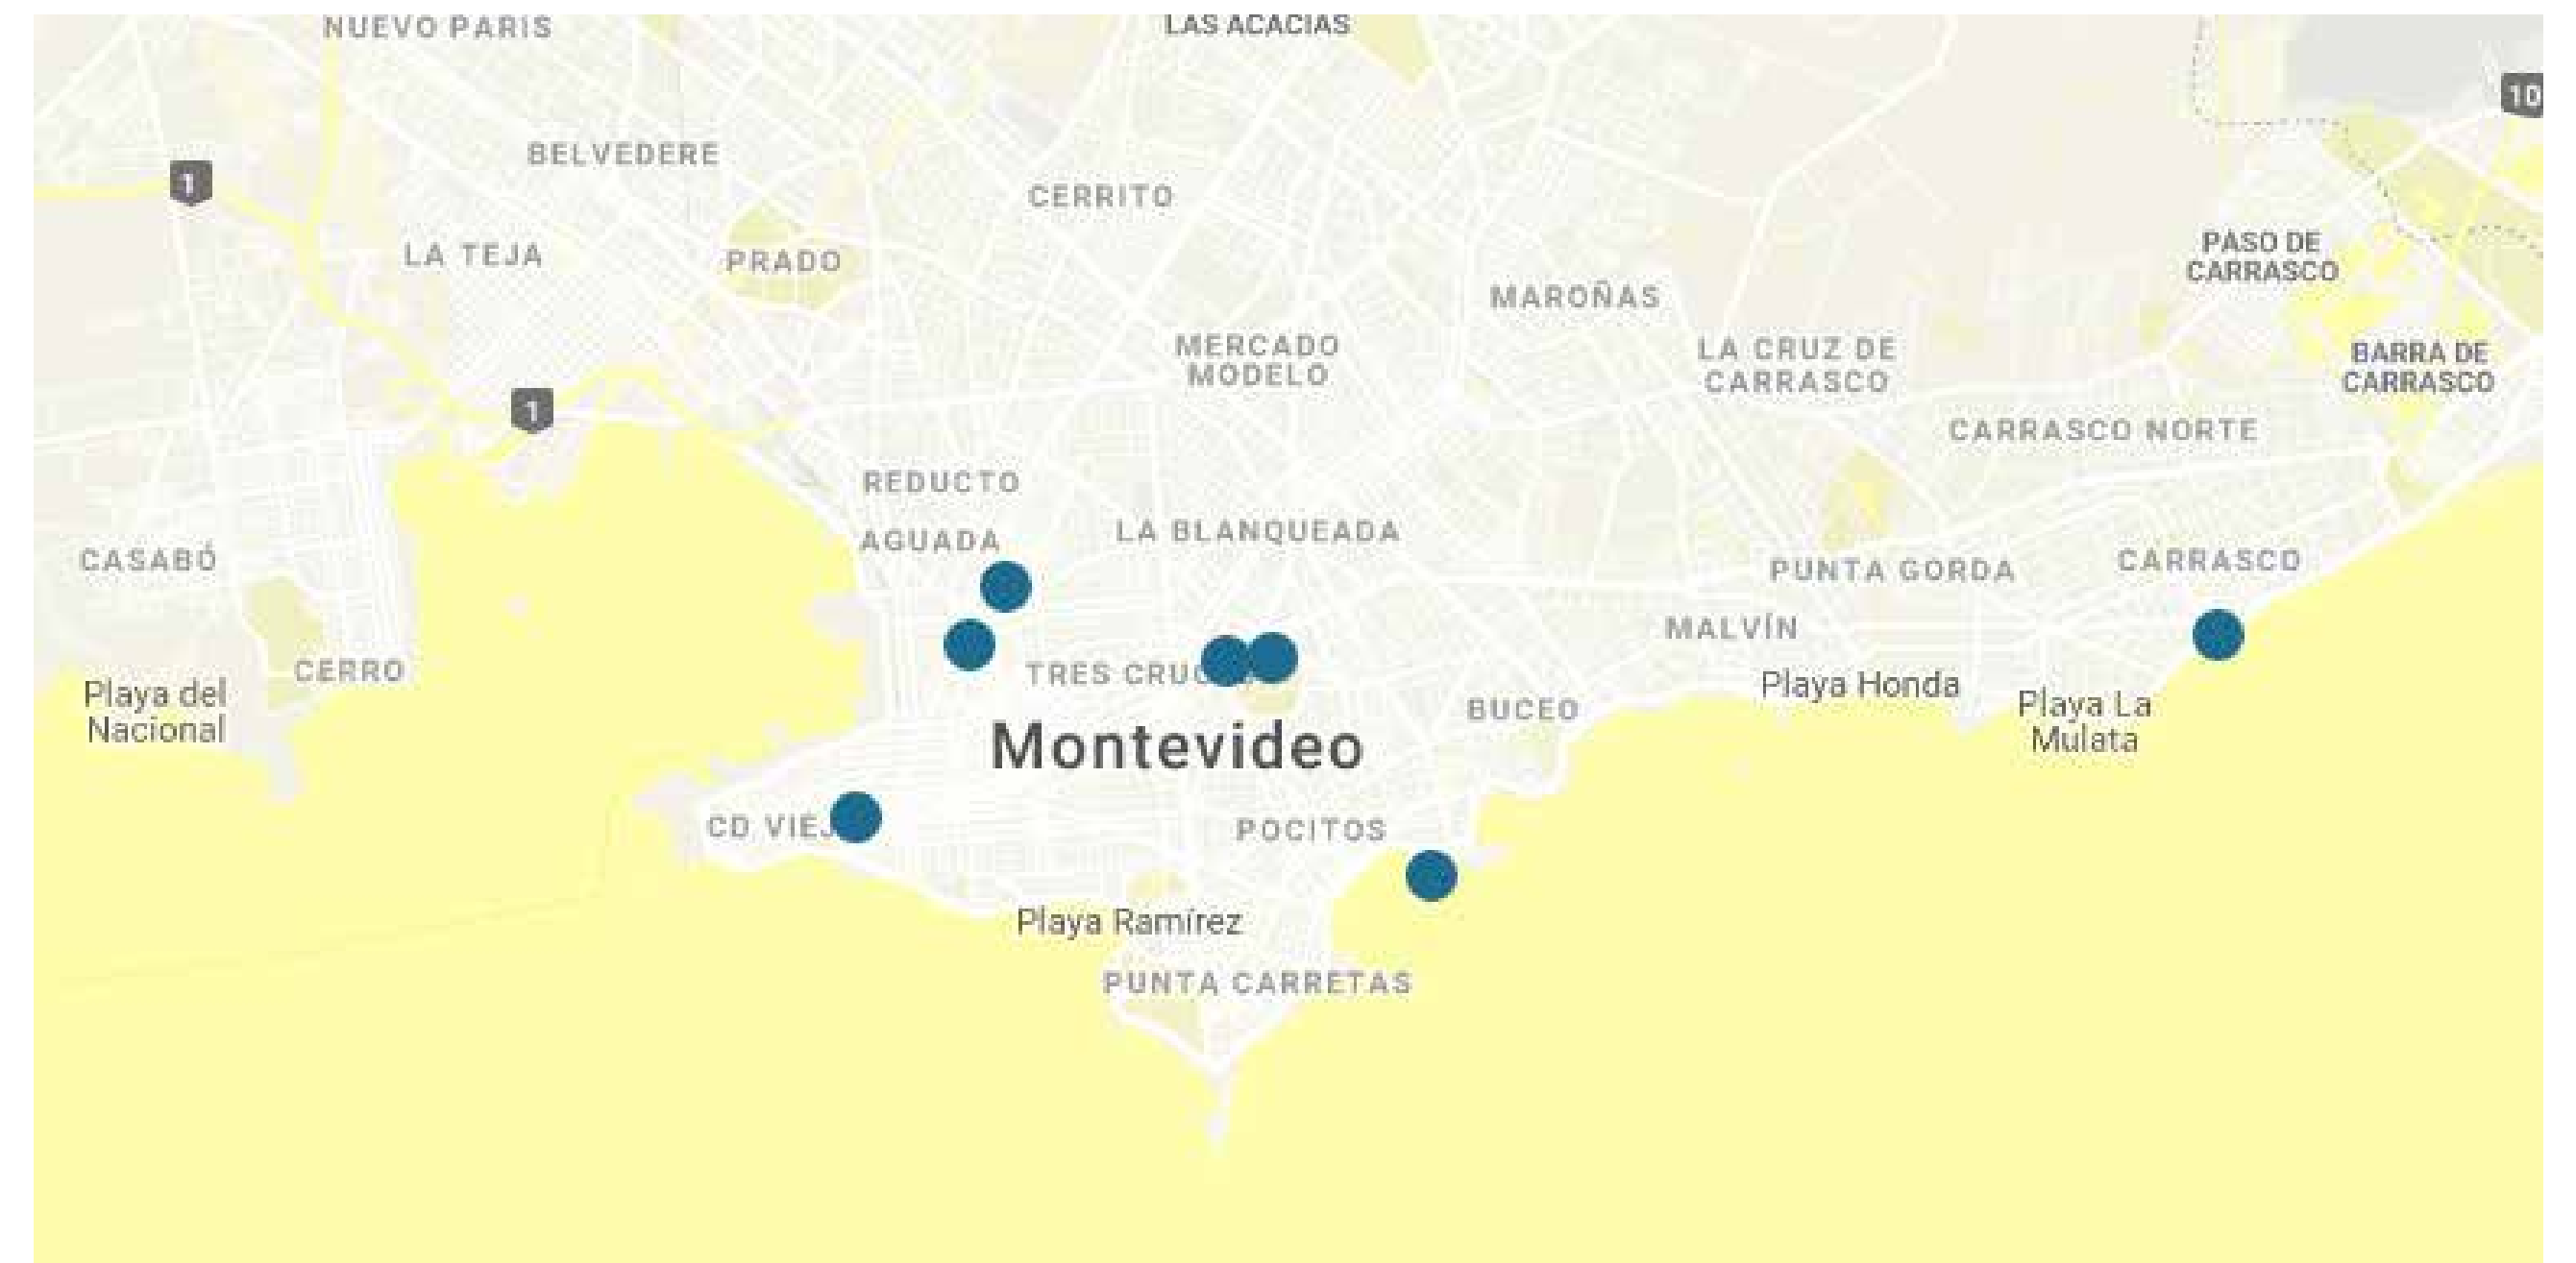 NUEVO PARIS
LAS ACACIAS
10
BELVEDERE
1
CERRITO
LA TEJA
PRADO
PASO DE
CARRASCO
MAROÑAS
MERCADO
MODELO
LA CRUZ DE
CARRASCO
BARRA DE
CARRASCO
1
CARRASCO NORTE
REDUCTO
AGUADA
LA BLANQUEADA
CASABÓ
PUNTA GORDA
CARRASCO
MALVÍN
CERRO
TRES CRUC
Playa del
Nacional
Playa Honda
Playa La
Mulata
BUCEO
Montevideo
CD VIEJ
POCITOS
Playa Ramírez
PUNTA CARRETAS